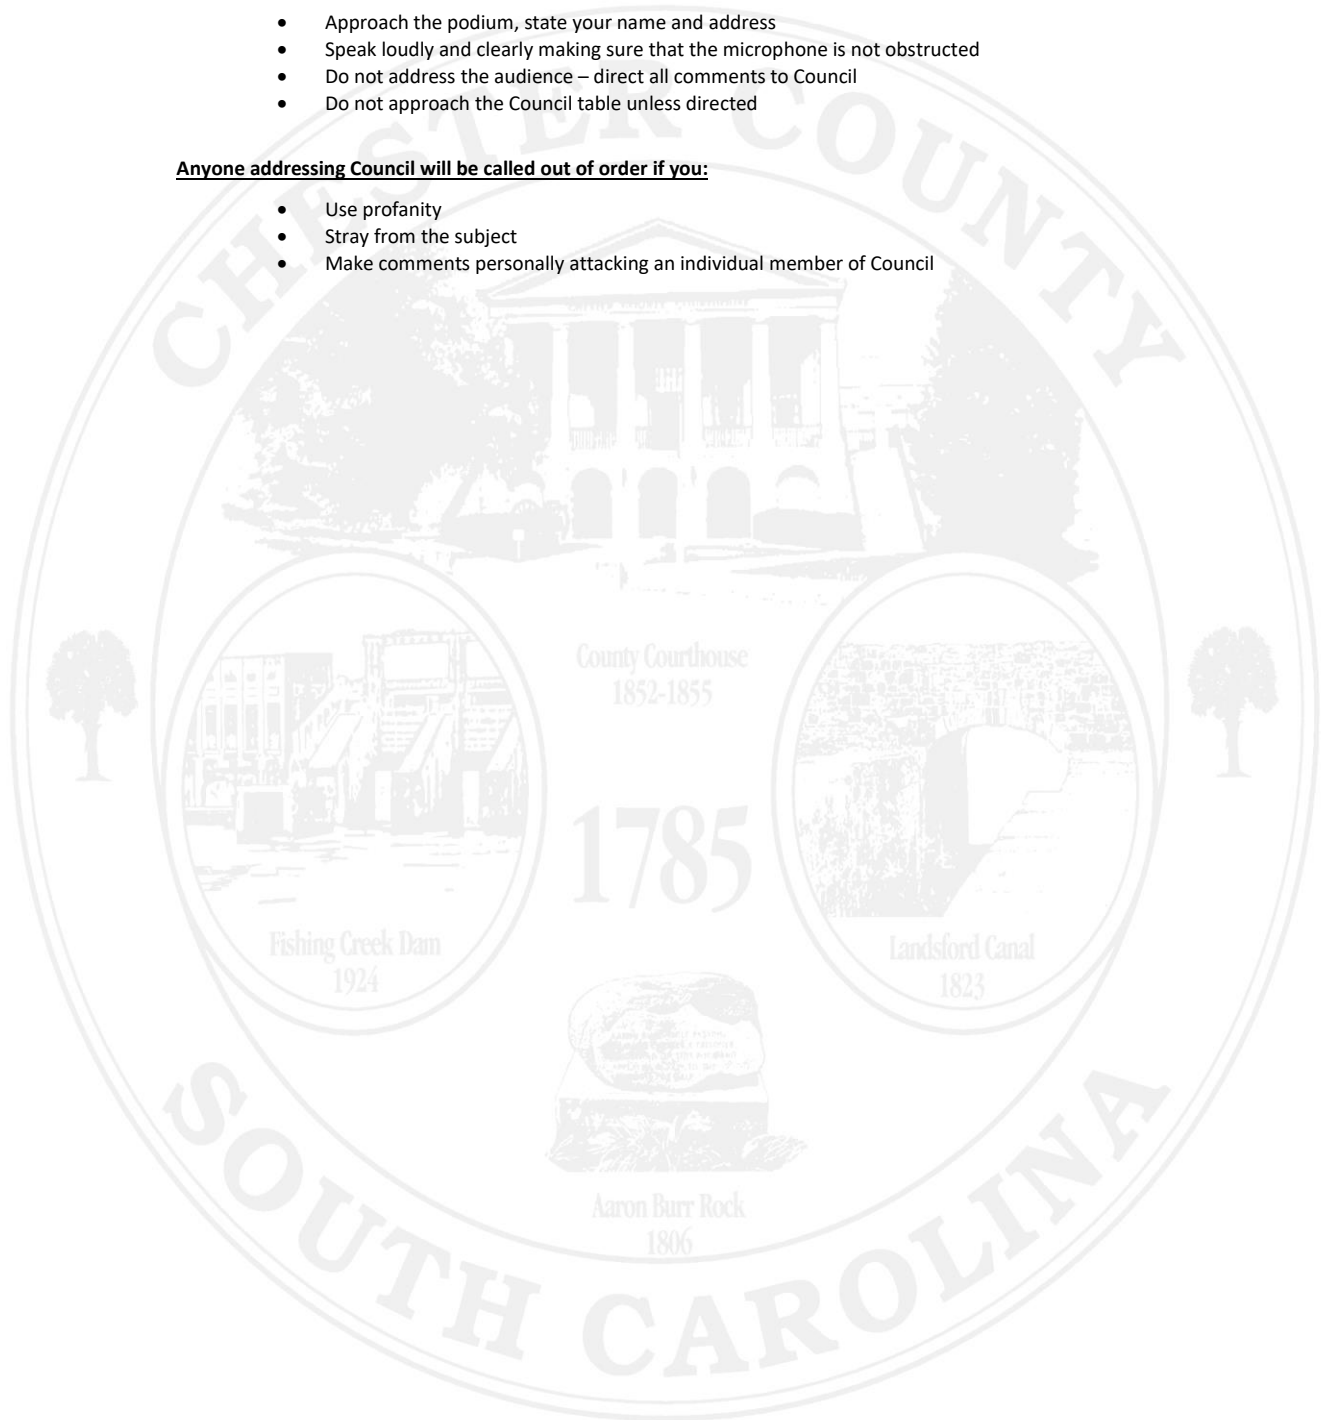 • Approach the podium, state your name and address
• Speak loudly and clearly making sure that the microphone is not obstructed
• Do not address the audience – direct all comments to Council
• Do not approach the Council table unless directed
Anyone addressing Council will be called out of order if you:
• Use profanity
• Stray from the subject
• Make comments personally attacking an individual member of Council
CHESTER COUNTY
County Courthouse
1852-1855
1785
Fishing Creek Dam
1924
Landsford Canal
1823
Aaron Burr Rock
1806
SOUTH CAROLINA